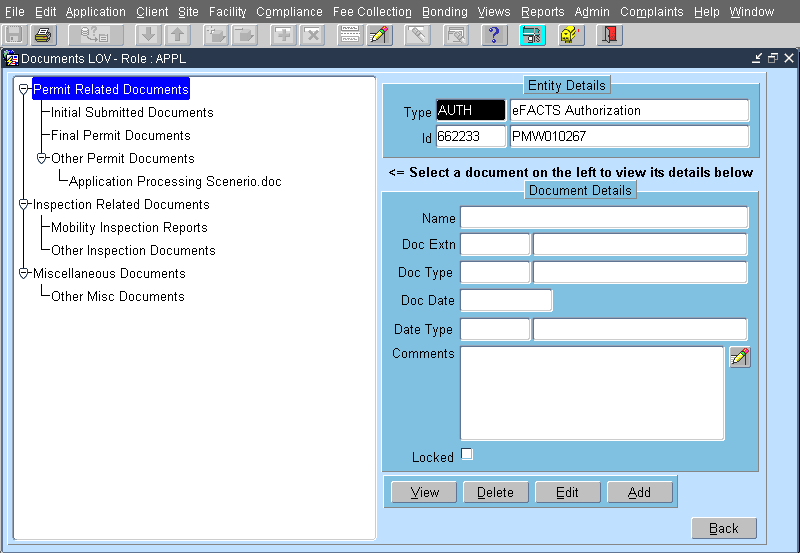 File Edit Application Client Site Facility Compliance Fee Collection Bonding Views Reports Admin Complaints Help Window
Documents LOV - Role : APPL
Permit Related Documents
Initial Submitted Documents
Final Permit Documents
Other Permit Documents
Application Processing Scenerio.doc
Inspection Related Documents
Mobility Inspection Reports
Other Inspection Documents
Miscellaneous Documents
Other Misc Documents
Entity Details
Type AUTH eFACTS Authorization
Id 662233 PMW010267
<= Select a document on the left to view its details below
Document Details
Name
Doc Extn
Doc Type
Doc Date
Date Type
Comments
Locked
View Delete Edit Add
Back